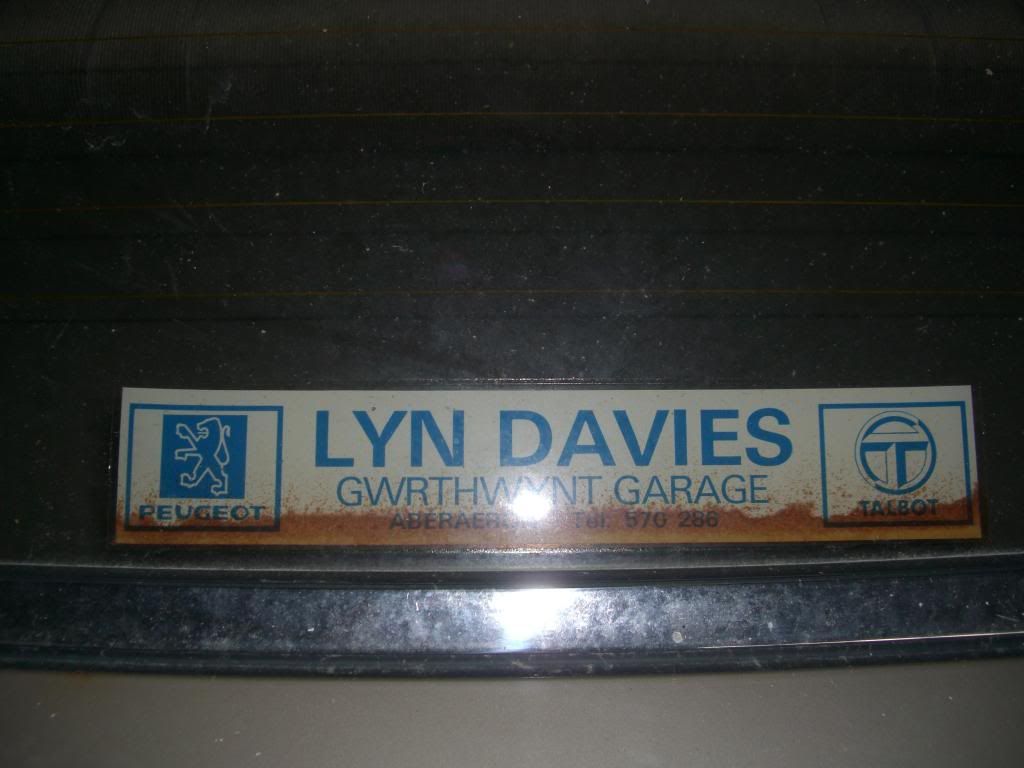 LYN DAVIES
GWRTHWYNT GARAGE
Tel. 570 286
PEUGEOT
TALBOT